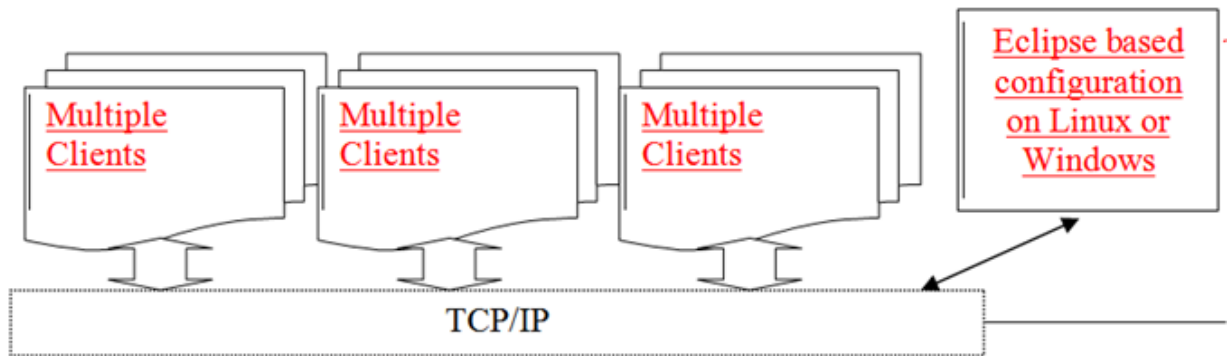 Multiple
Clients
Multiple
Clients
Multiple
Clients
Eclipse based
configuration
on Linux or
Windows
TCP/IP